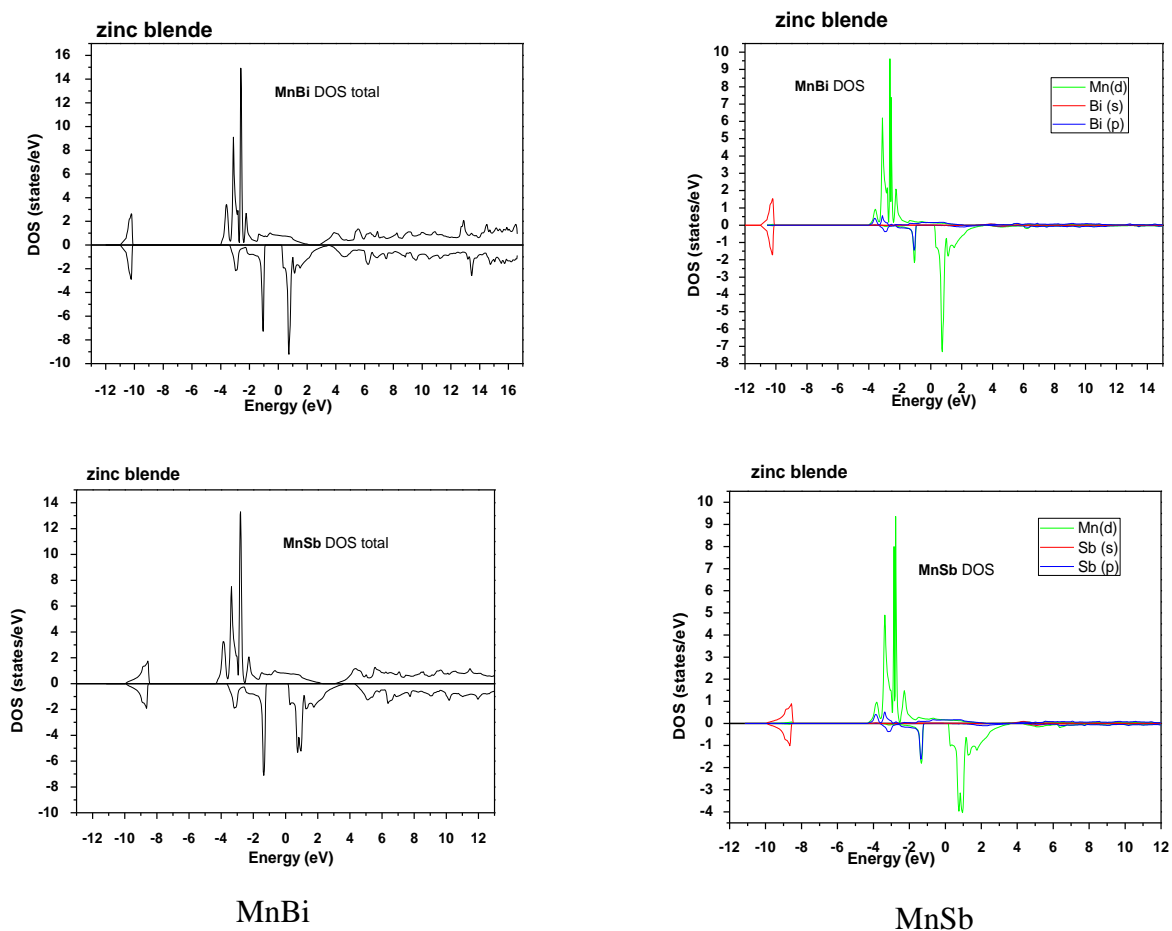 zinc blende
MnBi DOS total
DOS (states/eV)
16
14
12
10
8
6
4
2
0
-2
-4
-6
-8
-10
-12 -10 -8 -6 -4 -2 0 2 4 6 8 10 12 14 16
Energy (eV)
zinc blende
MnBi DOS
Mn(d)
Bi (s)
Bi (p)
DOS (states/eV)
10
9
8
7
6
5
4
3
2
1
0
-1
-2
-3
-4
-5
-6
-7
-8
-12 -10 -8 -6 -4 -2 0 2 4 6 8 10 12 14
Energy (eV)
zinc blende
MnSb DOS total
DOS (states/eV)
14
12
10
8
6
4
2
0
-2
-4
-6
-8
-10
-12 -10 -8 -6 -4 -2 0 2 4 6 8 10 12
Energy (eV)
zinc blende
MnSb DOS
Mn(d)
Sb (s)
Sb (p)
DOS (states/eV)
10
9
8
7
6
5
4
3
2
1
0
-1
-2
-3
-4
-12 -10 -8 -6 -4 -2 0 2 4 6 8 10 12
Energy (eV)
MnBi
MnSb